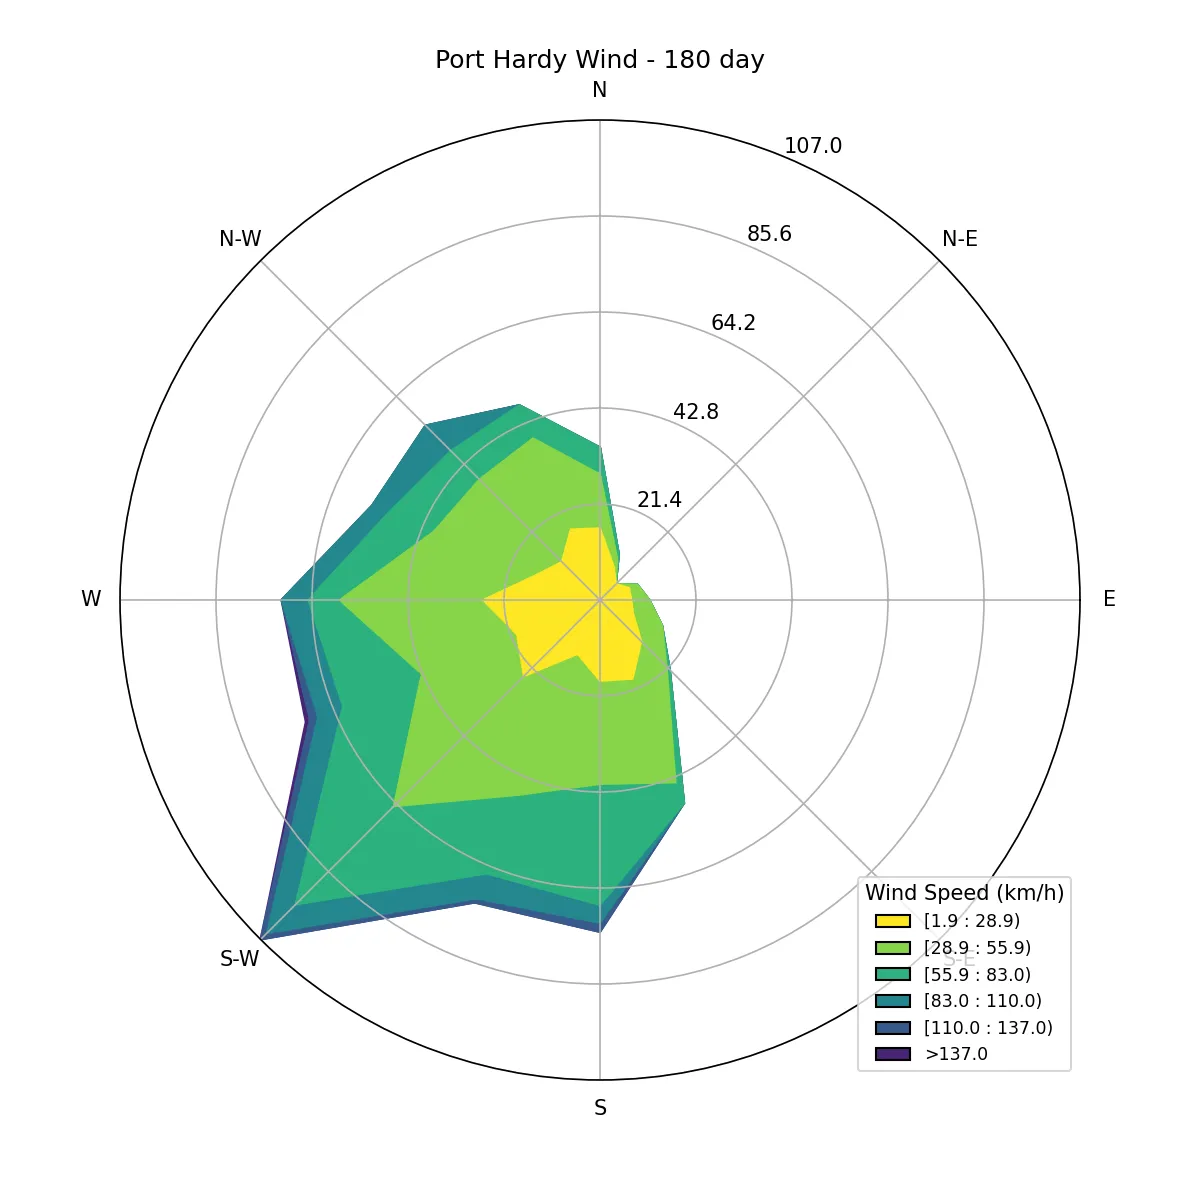 Port Hardy Wind - 180 day
N
107.0
N-W
85.6
N-E
64.2
42.8
21.4
W
E
S-W
S-E
S
Wind Speed (km/h)
[1.9 : 28.9)
[28.9 : 55.9)
[55.9 : 83.0)
[83.0 : 110.0)
[110.0 : 137.0)
>137.0